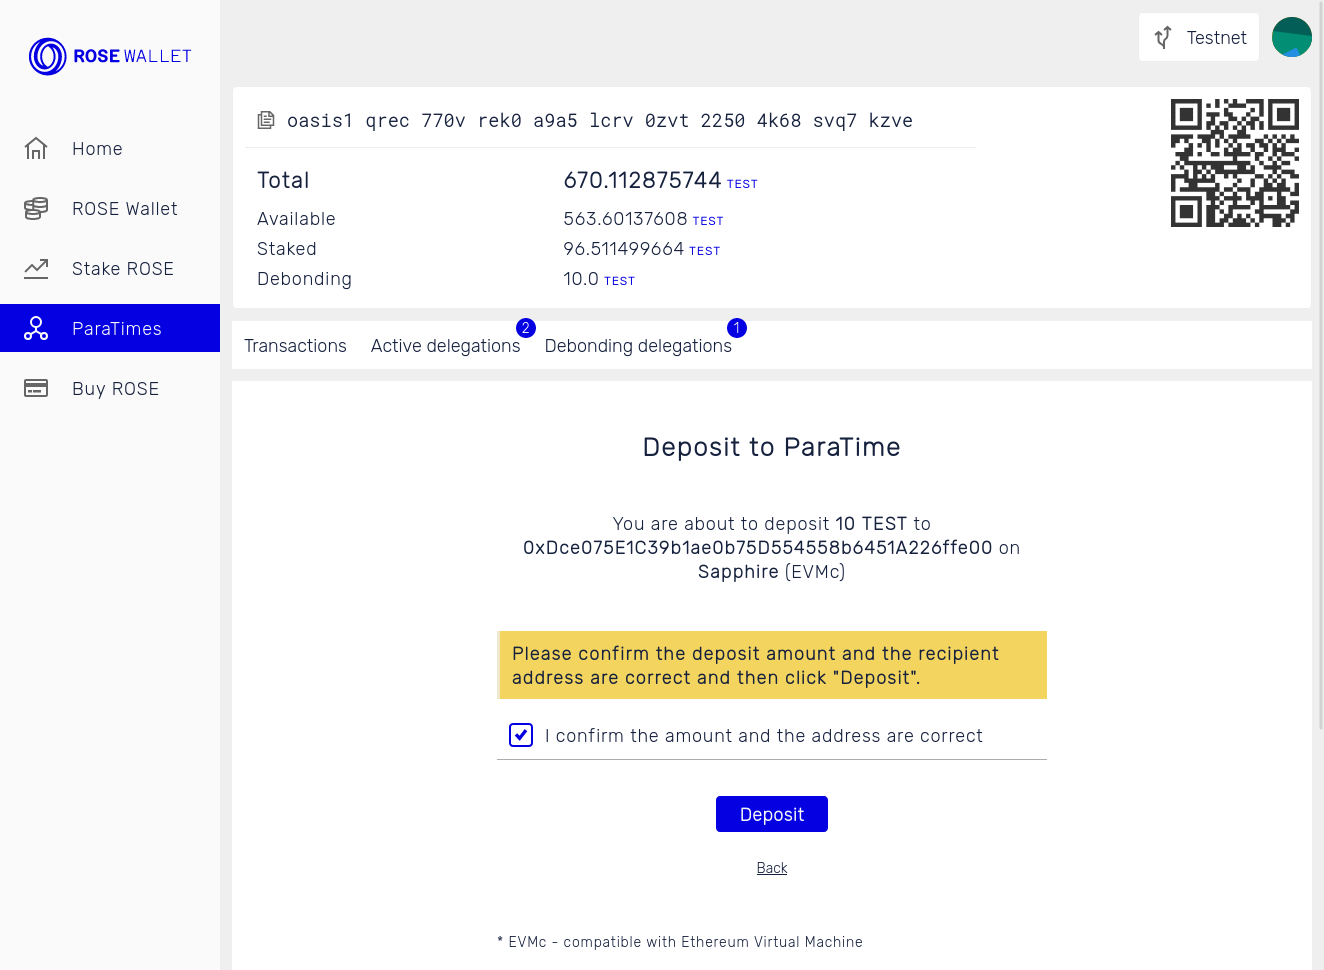 ROSE WALLET
Testnet
Home
ROSE Wallet
Stake ROSE
ParaTimes
Buy ROSE
oasis1 qrec 770v rek0 a9a5 lcrv 0zvt 2250 4k68 svq7 kzve
Total 670.112875744 TEST
Available 563.60137608 TEST
Staked 96.511499664 TEST
Debonding 10.0 TEST
Transactions Active delegations 2 Debonding delegations 1
Deposit to ParaTime
You are about to deposit 10 TEST to
0xDce075E1C39b1ae0b75D554558b6451A226ffe00 on
Sapphire (EVMc)
Please confirm the deposit amount and the recipient
address are correct and then click "Deposit".
I confirm the amount and the address are correct
Deposit
Back
* EVMc - compatible with Ethereum Virtual Machine